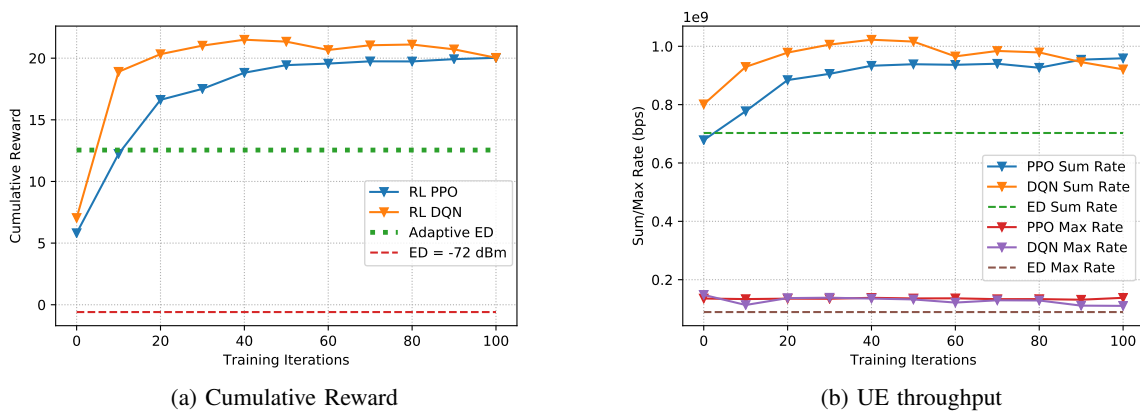 20
15
10
5
0
Cumulative Reward
RL PPO
RL DQN
Adaptive ED
ED = -72 dBm
0 20 40 60 80 100
Training Iterations
(a) Cumulative Reward
1e9
1.0
0.8
0.6
0.4
0.2
Sum/Max Rate (bps)
PPO Sum Rate
DQN Sum Rate
ED Sum Rate
PPO Max Rate
DQN Max Rate
ED Max Rate
0 20 40 60 80 100
Training Iterations
(b) UE throughput